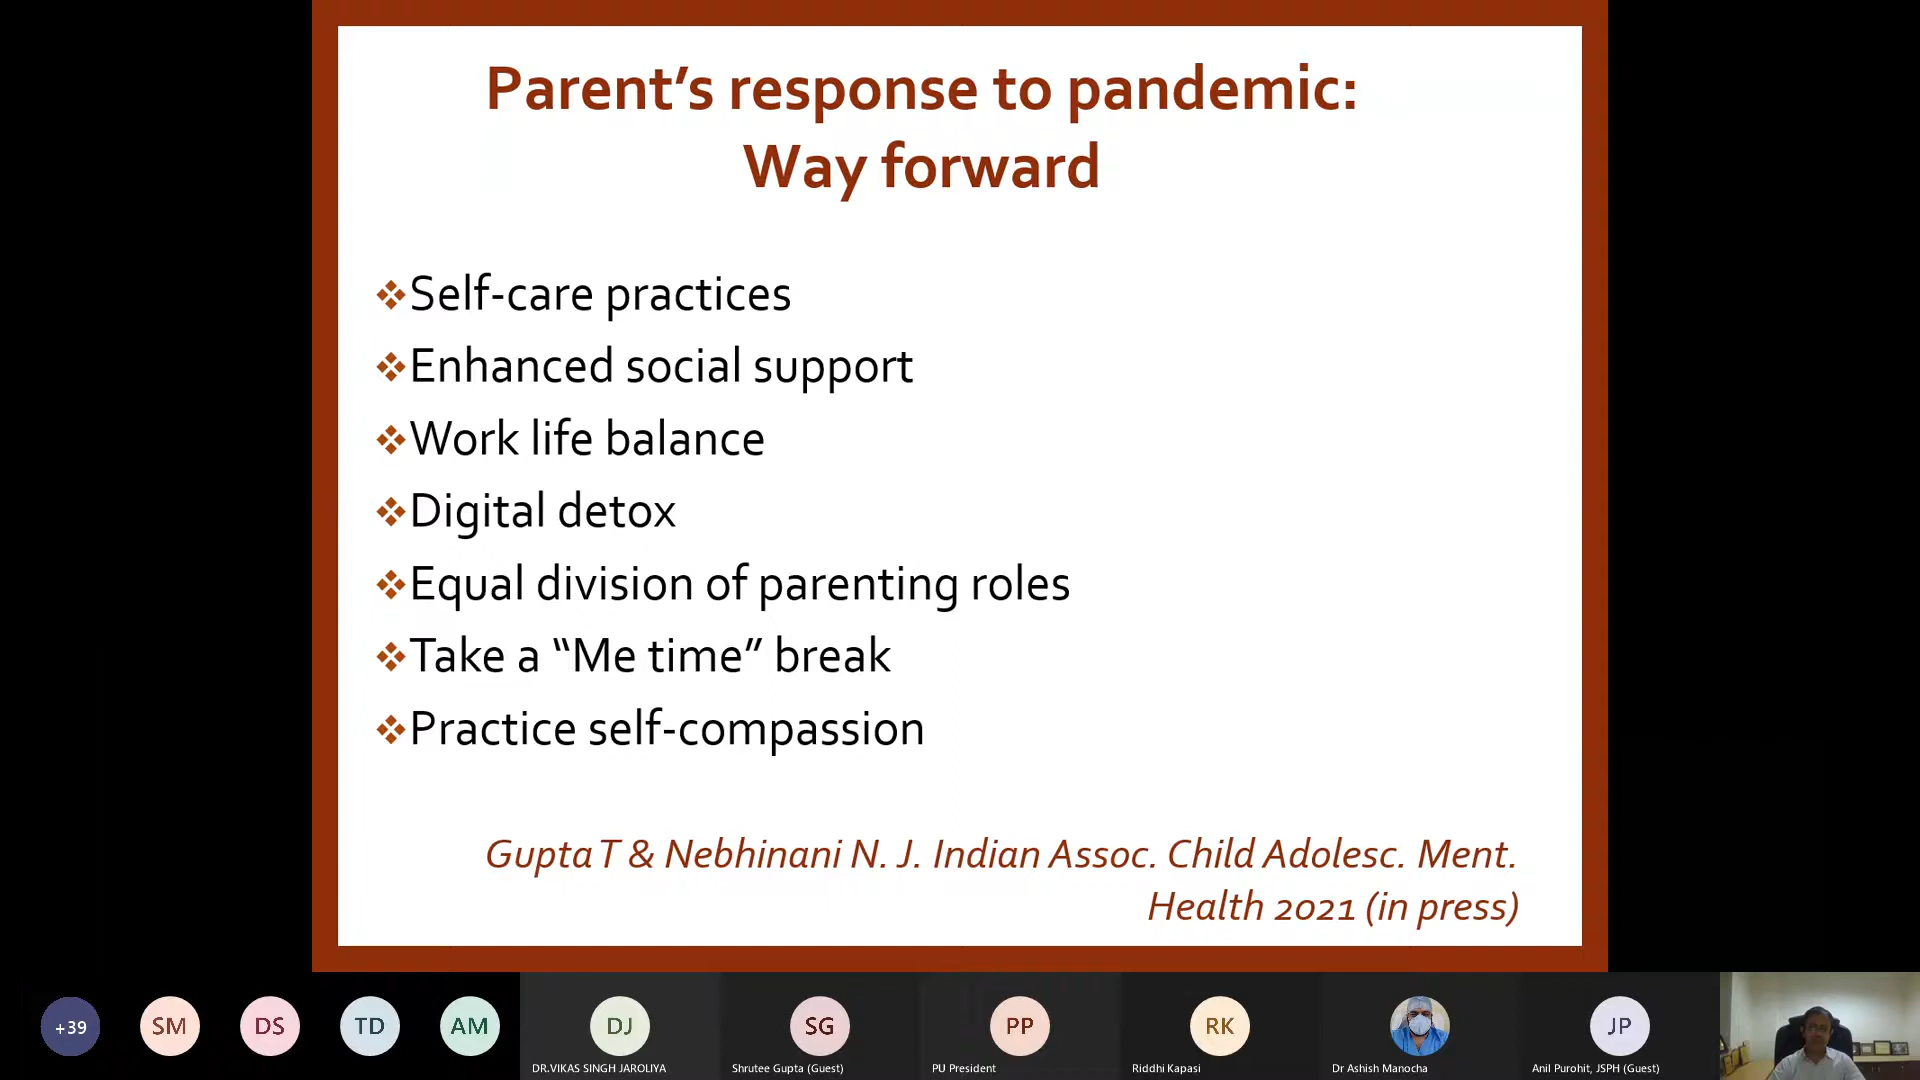 Parent’s response to pandemic:
Way forward
❖Self-care practices
❖Enhanced social support
❖Work life balance
❖Digital detox
❖Equal division of parenting roles
❖Take a “Me time” break
❖Practice self-compassion
Gupta T & Nebhinani N. J. Indian Assoc. Child Adolesc. Ment.
Health 2021 (in press)
+39
SM
DS
TD
AM
DJ
SG
PP
RK
JP
DR.VIKAS SINGH JAROLIYA
Shrutee Gupta (Guest)
PU President
Riddhi Kapasi
Dr Ashish Manocha
Anil Purohit, JSPH (Guest)